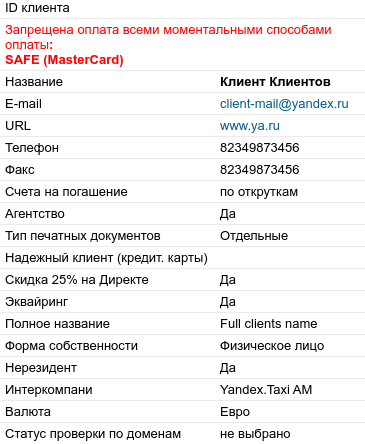 ID клиента
Запрещена оплата всеми моментальными способами
оплаты:
SAFE (MasterCard)
Название Клиент Клиентов
E-mail client-mail@yandex.ru
URL www.ya.ru
Телефон 82349873456
Факс 82349873456
Счета на погашение по откруткам
Агентство Да
Тип печатных документов Отдельные
Надежный клиент (кредит. карты)
Скидка 25% на Директе Да
Эквайринг Да
Полное название Full clients name
Форма собственности Физическое лицо
Нерезидент Да
Интеркомпани Yandex.Taxi AM
Валюта Евро
Статус проверки по доменам не выбрано